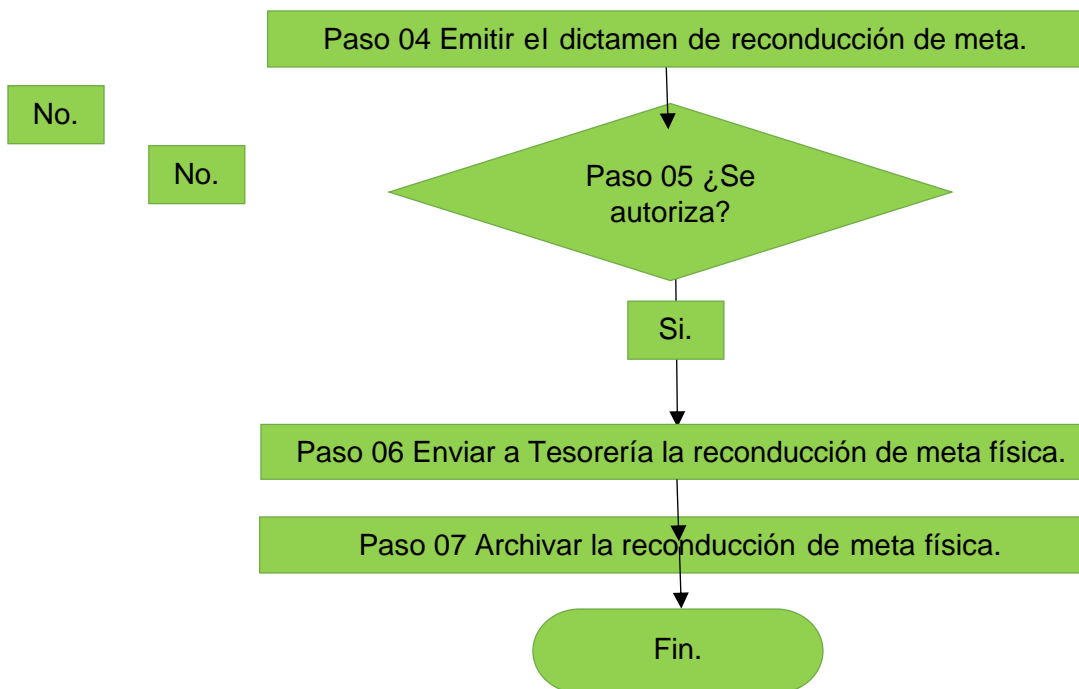 Paso 04 Emitir el dictamen de reconducción de meta.
No.
No.
Paso 05 ¿Se
autoriza?
Si.
Paso 06 Enviar a Tesorería la reconducción de meta física.
Paso 07 Archivar la reconducción de meta física.
Fin.